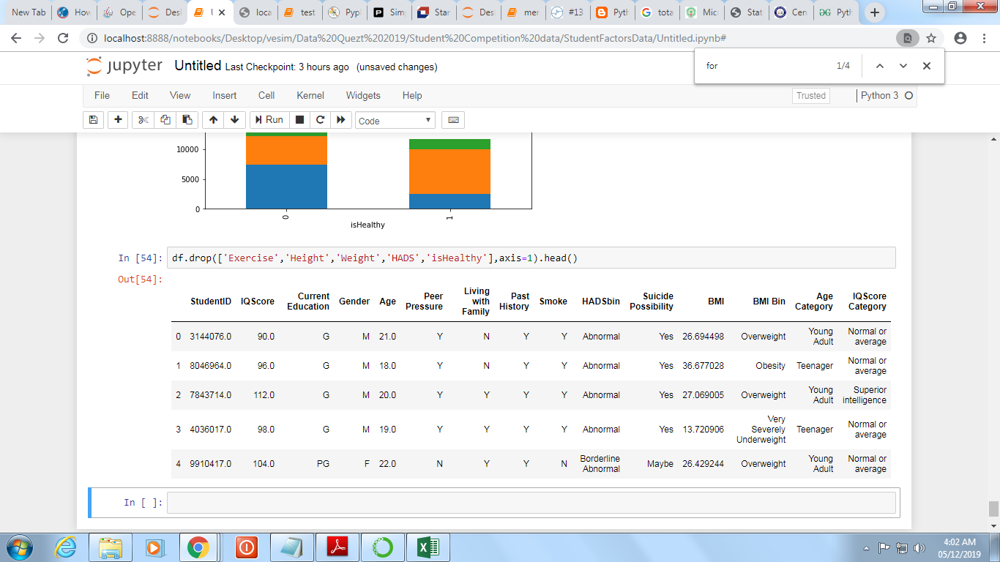 New Tab How Ope Desl U loca test Pypl Simp Star Desl mer #13 Pyth tota Mic Stat Cen Pyth
localhost:8888/notebooks/Desktop/vesim/Data%20Quezt%202019/Student%20Competition%20data/StudentFactorsData/Untitled.ipynb#
for 1/4
jupyter Untitled Last Checkpoint: 3 hours ago (unsaved changes)
File Edit View Insert Cell Kernel Widgets Help Trusted Python 3
Run Code
10000
5000
0
0 1
isHealthy
In [54]: df.drop(['Exercise','Height','Weight','HADS','isHealthy'],axis=1).head()
Out[54]:
StudentID IQScore Current Education Gender Age Peer Pressure Living with Family Past History Smoke HADSbin Suicide Possibility BMI BMI Bin Age Category IQScore Category
0 3144076.0 90.0 G M 21.0 Y N Y Y Abnormal Yes 26.694498 Overweight Young Adult Normal or average
1 8046964.0 96.0 G M 18.0 Y N Y Y Abnormal Yes 36.677028 Obesity Teenager Normal or average
2 7843714.0 112.0 G M 20.0 Y Y Y Y Abnormal Yes 27.069005 Overweight Young Adult Superior intelligence
3 4036017.0 98.0 G M 19.0 Y Y Y Y Abnormal Yes 13.720906 Very Severely Underweight Teenager Normal or average
4 9910417.0 104.0 PG F 22.0 N Y Y N Borderline Abnormal Maybe 26.429244 Overweight Young Adult Normal or average
In [ ]:
4:02 AM
05/12/2019